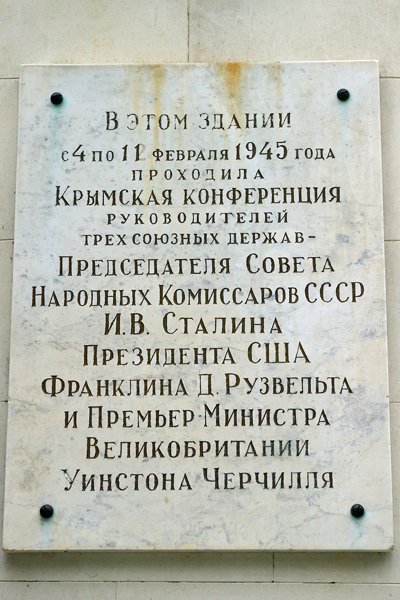 В ЭТОМ ЗДАНИИ
С 4 ПО 11 ФЕВРАЛЯ 1945 ГОДА
ПРОХОДИЛА
КРЫМСКАЯ КОНФЕРЕНЦИЯ
РУКОВОДИТЕЛЕЙ
ТРЕХ СОЮЗНЫХ ДЕРЖАВ –
ПРЕДСЕДАТЕЛЯ СОВЕТА
НАРОДНЫХ КОМИССАРОВ СССР
И.В. СТАЛИНА
ПРЕЗИДЕНТА США
ФРАНКЛИНА Д. РУЗВЕЛЬТА
И ПРЕМЬЕР-МИНИСТРА
ВЕЛИКОБРИТАНИИ
УИНСТОНА ЧЕРЧИЛЛЯ